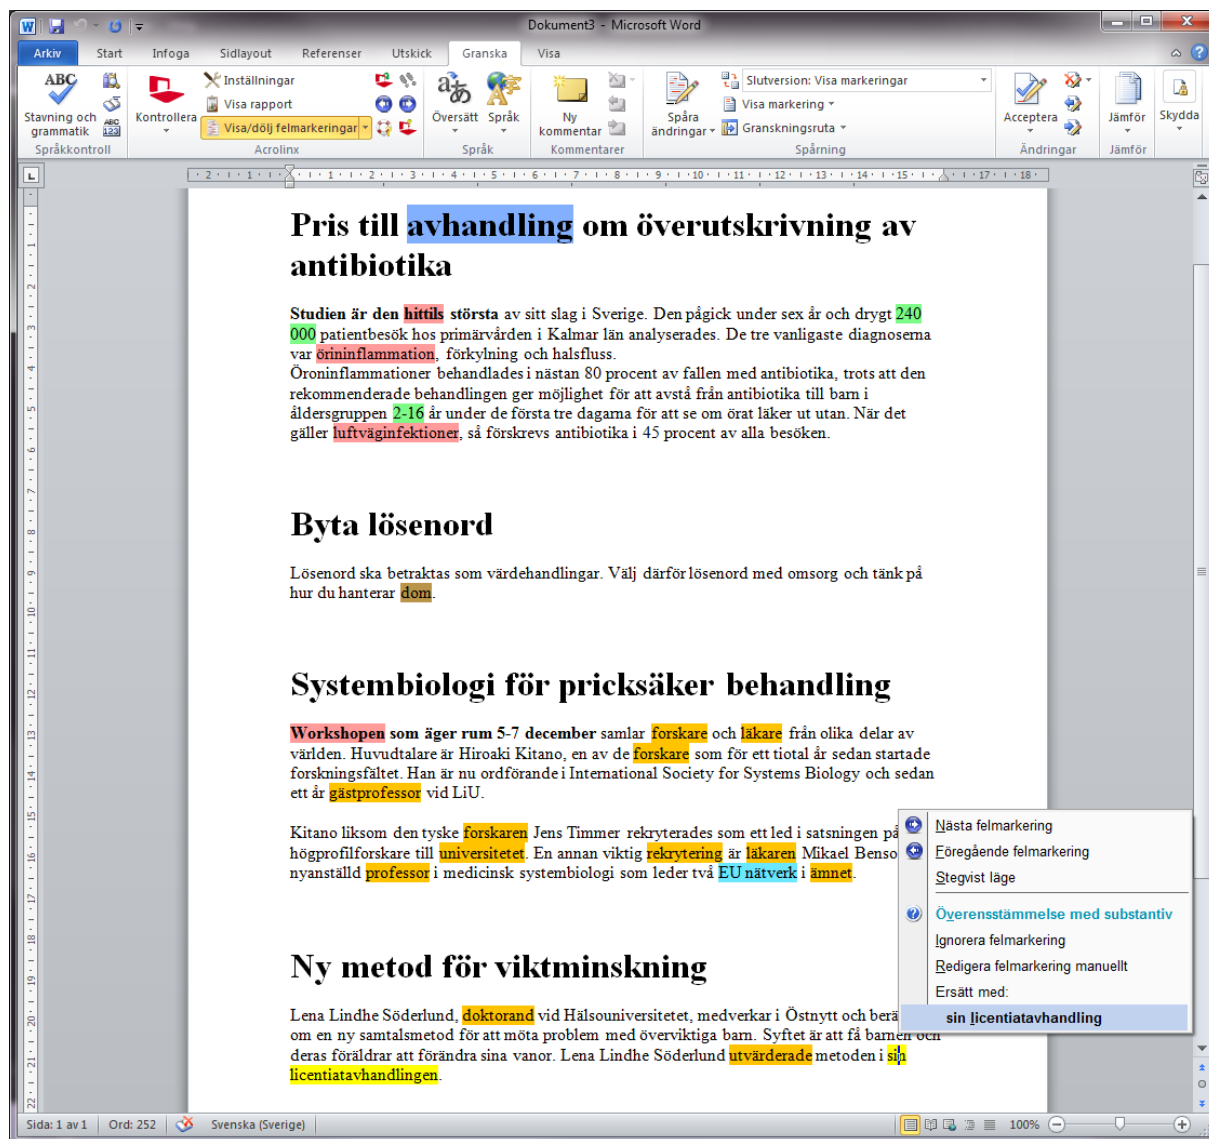 Dokument3 - Microsoft Word
Arkiv Start Infoga Sidlayout Referenser Utskick Granska Visa
ABC Stavning och grammatik
Språkkontroll
Kontrollera
Inställningar
Visa rapport
Visa/dölj felmarkeringar
Acrolinx
Översätt Språk
Språk
Ny kommentar
Kommentarer
Spåra ändringar
Slutversion: Visa markeringar
Visa markering
Granskningsruta
Spårning
Acceptera
Ändringar
Jämför
Jämför
Skydda
Pris till avhandling om överutskrivning av
antibiotika
Studien är den hittils största av sitt slag i Sverige. Den pågick under sex år och drygt 240
000 patientbesök hos primärvården i Kalmar län analyserades. De tre vanligaste diagnoserna
var örininflammation, förkylning och halsfluss.
Öroninflammationer behandlades i nästan 80 procent av fallen med antibiotika, trots att den
rekommenderade behandlingen ger möjlighet för att avstå från antibiotika till barn i
åldersgruppen 2-16 år under de första tre dagarna för att se om örat läker ut utan. När det
gäller luftväginfektioner, så förskrevs antibiotika i 45 procent av alla besöken.
Byta lösenord
Lösenord ska betraktas som värdehandlingar. Välj därför lösenord med omsorg och tänk på
hur du hanterar dom.
Systembiologi för pricksäker behandling
Workshopen som äger rum 5-7 december samlar forskare och läkare från olika delar av
världen. Huvudtalare är Hiroaki Kitano, en av de forskare som för ett tiotal år sedan startade
forskningsfältet. Han är nu ordförande i International Society for Systems Biology och sedan
ett år gästprofessor vid LiU.
Kitano liksom den tyske forskaren Jens Timmer rekryterades som ett led i satsningen på
högprofilforskare till universitetet. En annan viktig rekrytering är läkaren Mikael Benso
nyanställd professor i medicinsk systembiologi som leder två EU nätverk i ämnet.
Nästa felmarkering
Föregående felmarkering
Stegvist läge
Överensstämmelse med substantiv
Ignorera felmarkering
Redigera felmarkering manuellt
Ersätt med:
sin licentiatavhandling
Ny metod för viktminskning
Lena Lindhe Söderlund, doktorand vid Hälsouniversitetet, medverkar i Östnytt och berä
om en ny samtalsmetod för att möta problem med överviktiga barn. Syftet är att få barnen och
deras föräldrar att förändra sina vanor. Lena Lindhe Söderlund utvärderade metoden i sin
licentiatavhandlingen.
Sida: 1 av 1 Ord: 252 Svenska (Sverige) 100%